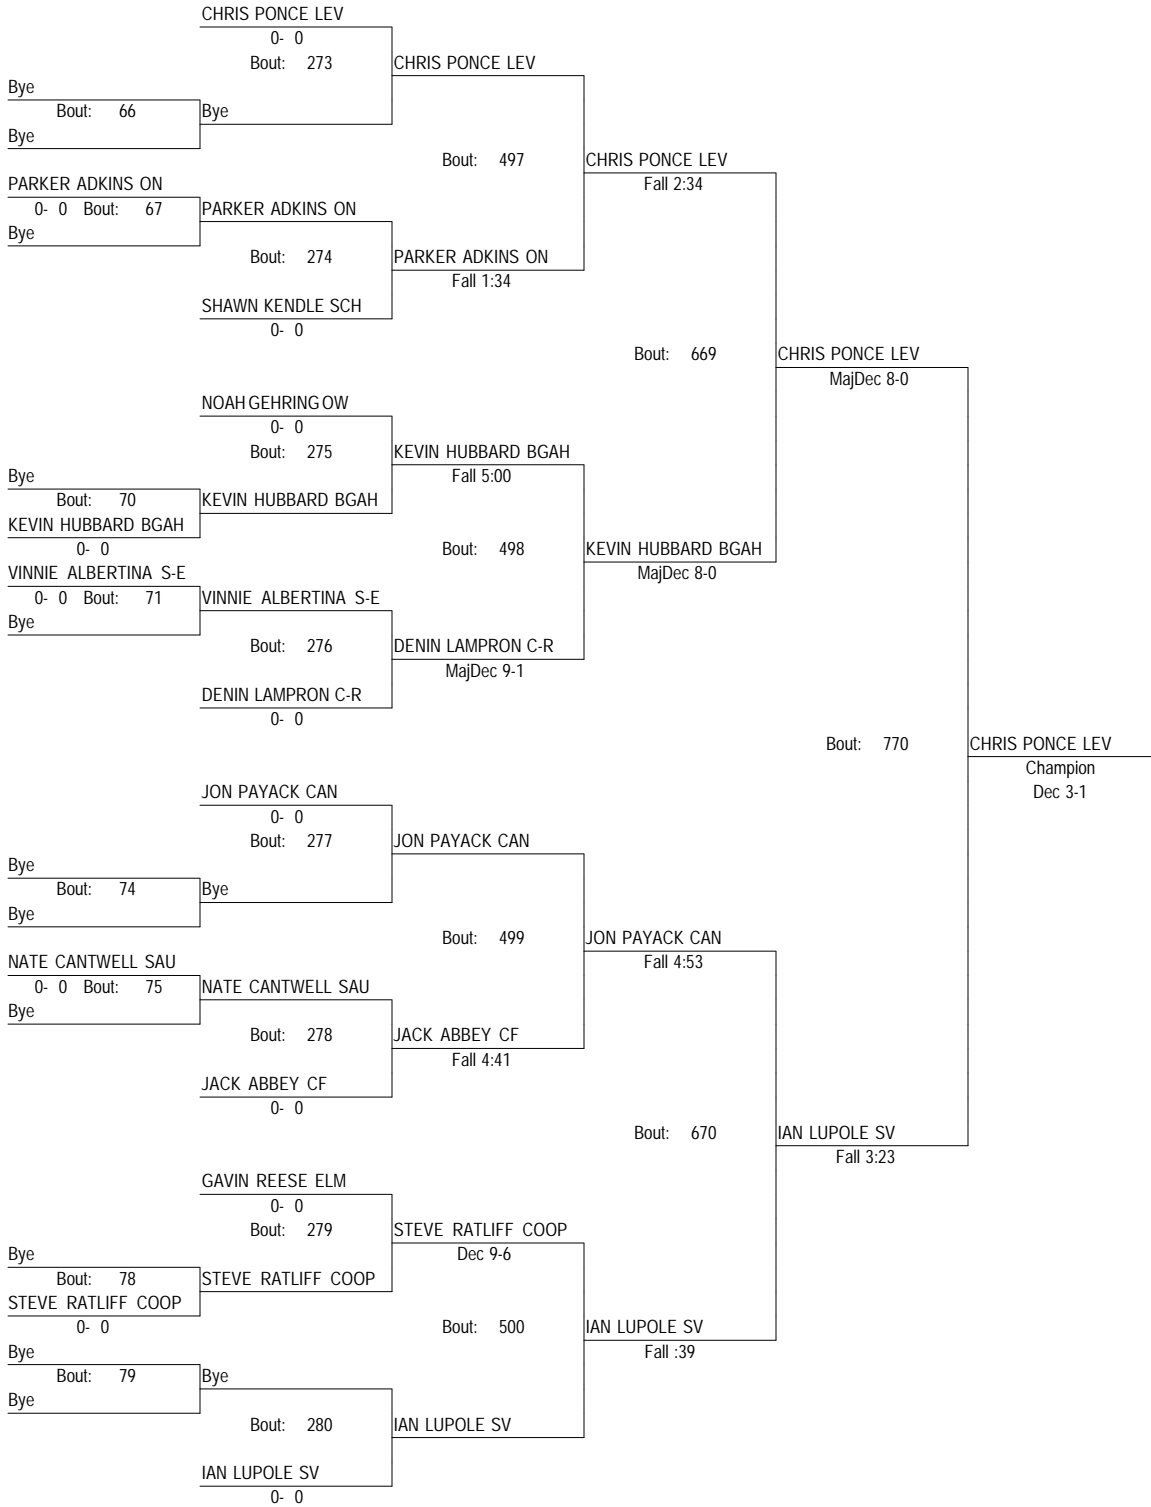 CHRIS PONCE LEV
0- 0
Bout: 273
CHRIS PONCE LEV
Bye
Bout: 66
Bye
Bye
Bout: 497
CHRIS PONCE LEV
Fall 2:34
PARKER ADKINS ON
0- 0 Bout: 67
PARKER ADKINS ON
Bye
Bout: 274
PARKER ADKINS ON
Fall 1:34
SHAWN KENDLE SCH
0- 0
Bout: 669
CHRIS PONCE LEV
MajDec 8-0
NOAH GEHRING OW
0- 0
Bout: 275
KEVIN HUBBARD BGAH
Fall 5:00
Bye
Bout: 70
KEVIN HUBBARD BGAH
KEVIN HUBBARD BGAH
0- 0
Bout: 498
KEVIN HUBBARD BGAH
MajDec 8-0
VINNIE ALBERTINA S-E
0- 0 Bout: 71
VINNIE ALBERTINA S-E
Bye
Bout: 276
DENIN LAMPRON C-R
MajDec 9-1
DENIN LAMPRON C-R
0- 0
Bout: 770
CHRIS PONCE LEV
Champion
Dec 3-1
JON PAYACK CAN
0- 0
Bout: 277
JON PAYACK CAN
Bye
Bout: 74
Bye
Bye
Bout: 499
JON PAYACK CAN
Fall 4:53
NATE CANTWELL SAU
0- 0 Bout: 75
NATE CANTWELL SAU
Bye
Bout: 278
JACK ABBEY CF
Fall 4:41
JACK ABBEY CF
0- 0
Bout: 670
IAN LUPOLE SV
Fall 3:23
GAVIN REESE ELM
0- 0
Bout: 279
STEVE RATLIFF COOP
Dec 9-6
Bye
Bout: 78
STEVE RATLIFF COOP
STEVE RATLIFF COOP
0- 0
Bout: 500
IAN LUPOLE SV
Fall :39
Bye
Bout: 79
Bye
Bye
Bout: 280
IAN LUPOLE SV
IAN LUPOLE SV
0- 0